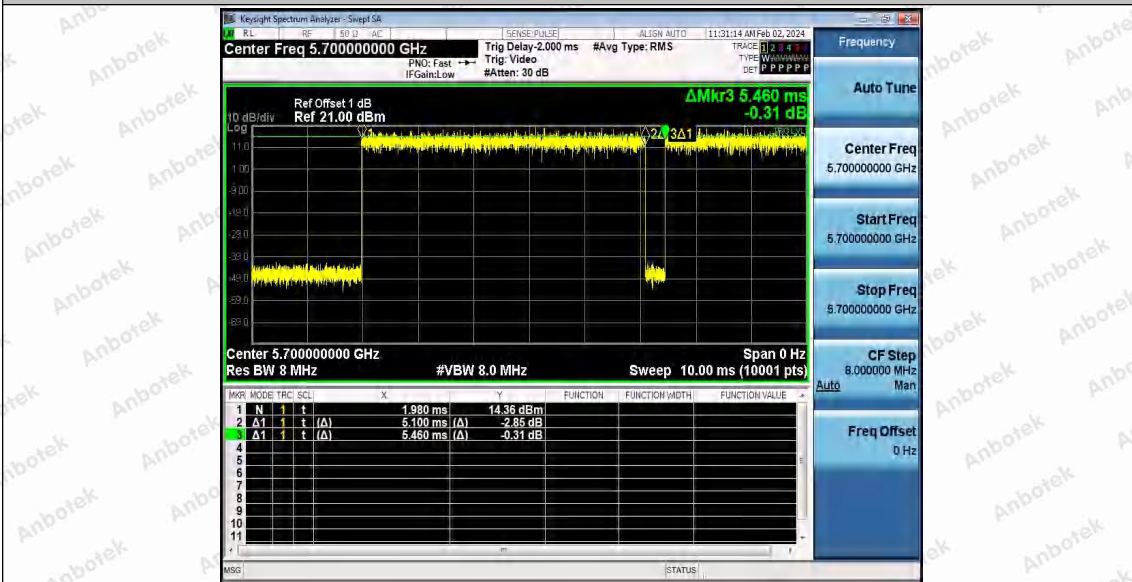 Keysight Spectrum Analyzer - Swept SA
RL RF 50 Ω AC SENSE:PULSE ALIGN AUTO 11:31:14 AM Feb 02, 2024
Center Freq 5.700000000 GHz
PNO: Fast
IFGain:Low
Trig Delay-2.000 ms
Trig: Video
#Atten: 30 dB
#Avg Type: RMS
TRACE 1 2 3 4
TYPE
DET P P P P P P
ΔMkr3 5.460 ms
-0.31 dB
10 dB/div
Log
Ref Offset 1 dB
Ref 21.00 dBm
1
2Δ
3Δ1
11.0
1.00
-9.00
-19.0
-29.0
-39.0
-49.0
-59.0
-69.0
Center 5.700000000 GHz
Span 0 Hz
Res BW 8 MHz
#VBW 8.0 MHz
Sweep 10.00 ms (10001 pts)
MKR MODE TRC SCL X Y FUNCTION FUNCTION WIDTH FUNCTION VALUE
1 N 1 t 1.980 ms 14.36 dBm
2 Δ1 1 t (Δ) 5.100 ms (Δ) -2.85 dB
3 Δ1 1 t (Δ) 5.460 ms (Δ) -0.31 dB
4
5
6
7
8
9
10
11
MSG
STATUS
Frequency
Auto Tune
Center Freq
5.700000000 GHz
Start Freq
5.700000000 GHz
Stop Freq
5.700000000 GHz
CF Step
8.000000 MHz
Auto Man
Freq Offset
0 Hz
Anbotek